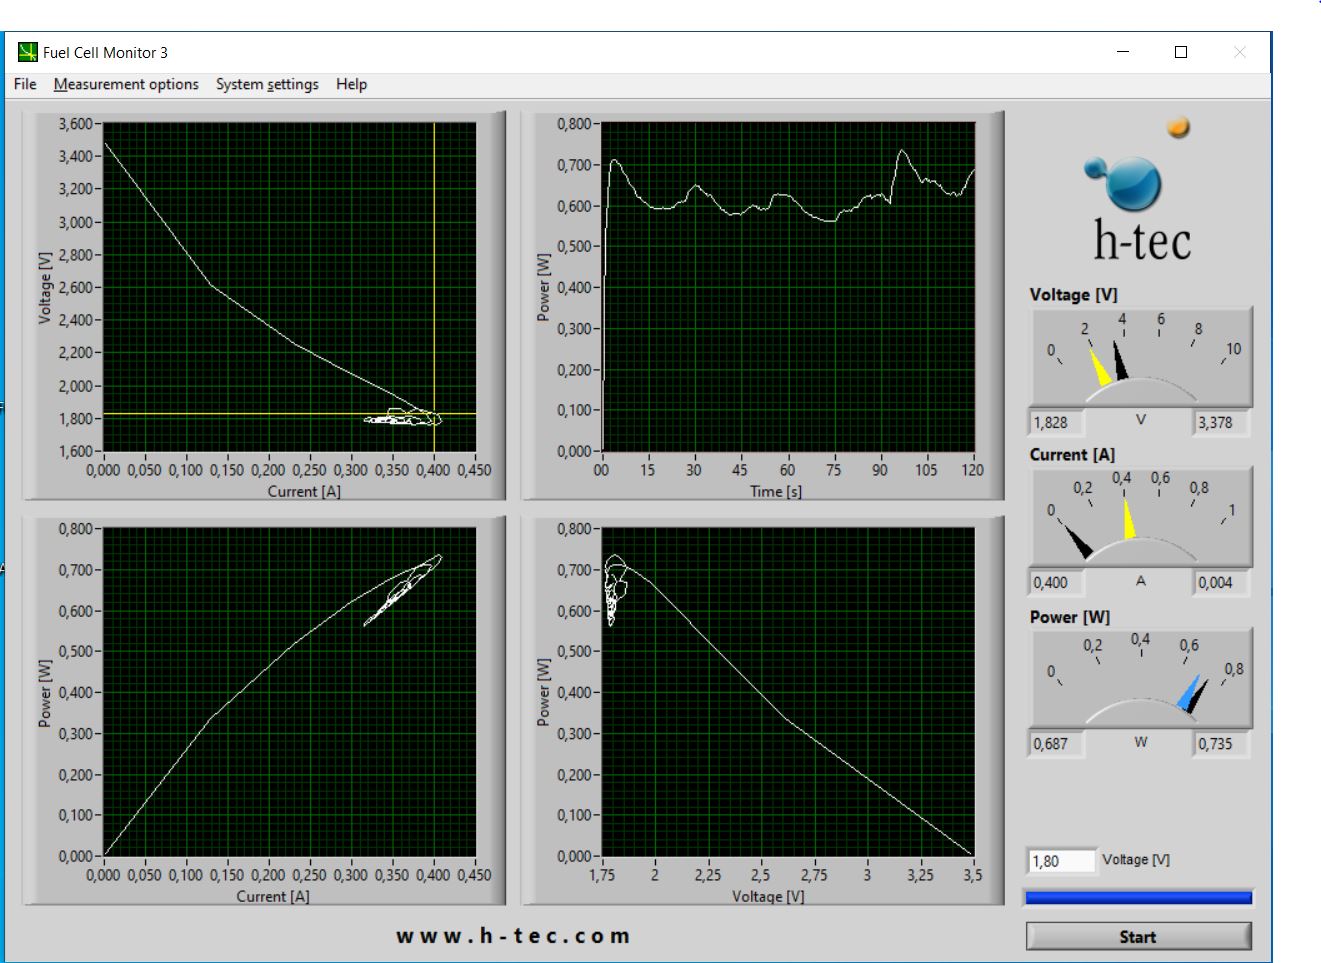 Fuel Cell Monitor 3
File Measurement options System settings Help
3,600
3,400
3,200
3,000
2,800
2,600
2,400
2,200
2,000
1,800
1,600
Voltage [V]
0,000 0,050 0,100 0,150 0,200 0,250 0,300 0,350 0,400 0,450
Current [A]
0,800
0,700
0,600
0,500
0,400
0,300
0,200
0,100
0,000
Power [W]
00 15 30 45 60 75 90 105 120
Time [s]
0,800
0,700
0,600
0,500
0,400
0,300
0,200
0,100
0,000
Power [W]
0,000 0,050 0,100 0,150 0,200 0,250 0,300 0,350 0,400 0,450
Current [A]
0,800
0,700
0,600
0,500
0,400
0,300
0,200
0,100
0,000
Power [W]
1,75 2 2,25 2,5 2,75 3 3,25 3,5
Voltage [V]
www.h-tec.com
h-tec
Voltage [V]
0 2 4 6 8 10
1,828 V 3,378
Current [A]
0 0,2 0,4 0,6 0,8 1
0,400 A 0,004
Power [W]
0 0,2 0,4 0,6 0,8
0,687 W 0,735
1,80 Voltage [V]
Start